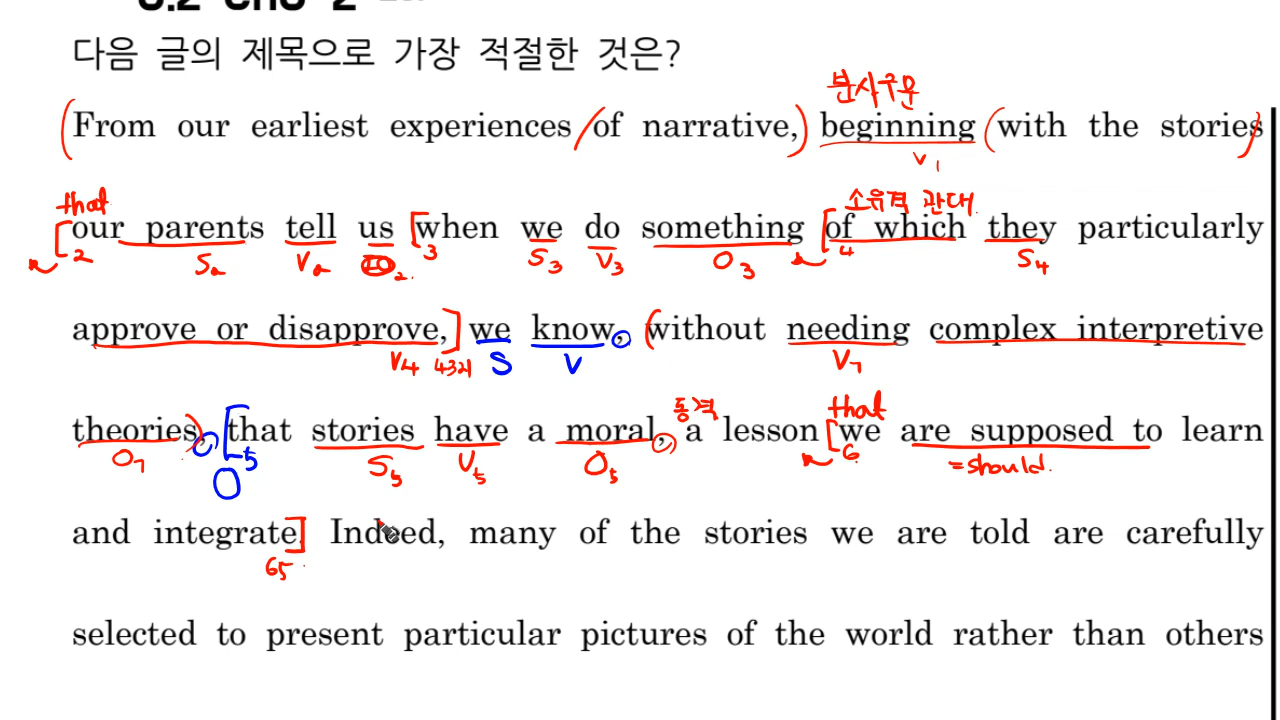 다음 글의 제목으로 가장 적절한 것은?
분사구문
(From our earliest experiences / of narrative,) beginning (with the stories)
V1
that 소유격 관대
[our parents tell us [when we do something [of which they particularly
2 S2 V2 IO2. 3 S3 V3 O3 4 S4
approve or disapprove,] we know, (without needing complex interpretive
V4 4321 S V V7
동격 that
theories), [that stories have a moral, a lesson [we are supposed to learn
O7 O 5 S5 V5 O5 6 =should.
and integrate] Indeed, many of the stories we are told are carefully
65
selected to present particular pictures of the world rather than others